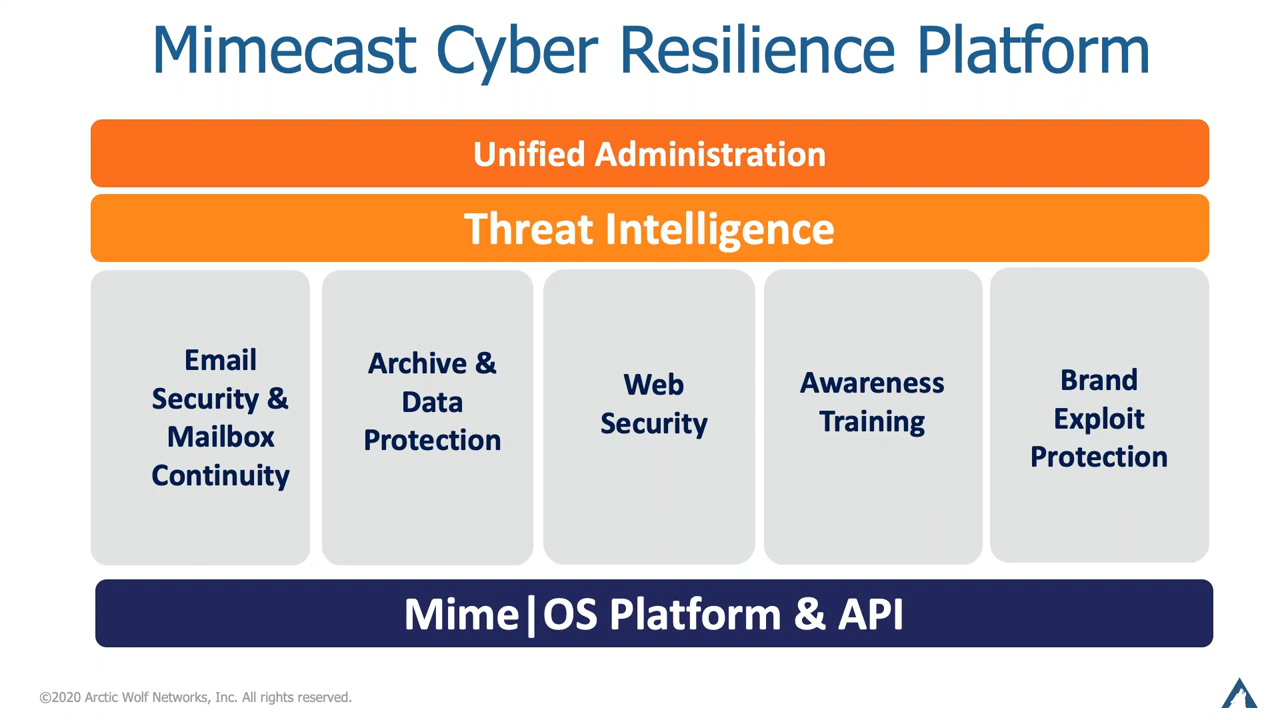 Mimecast Cyber Resilience Platform
Unified Administration
Threat Intelligence
Email
Security &
Mailbox
Continuity
Archive &
Data
Protection
Web
Security
Awareness
Training
Brand
Exploit
Protection
Mime|OS Platform & API
©2020 Arctic Wolf Networks, Inc. All rights reserved.